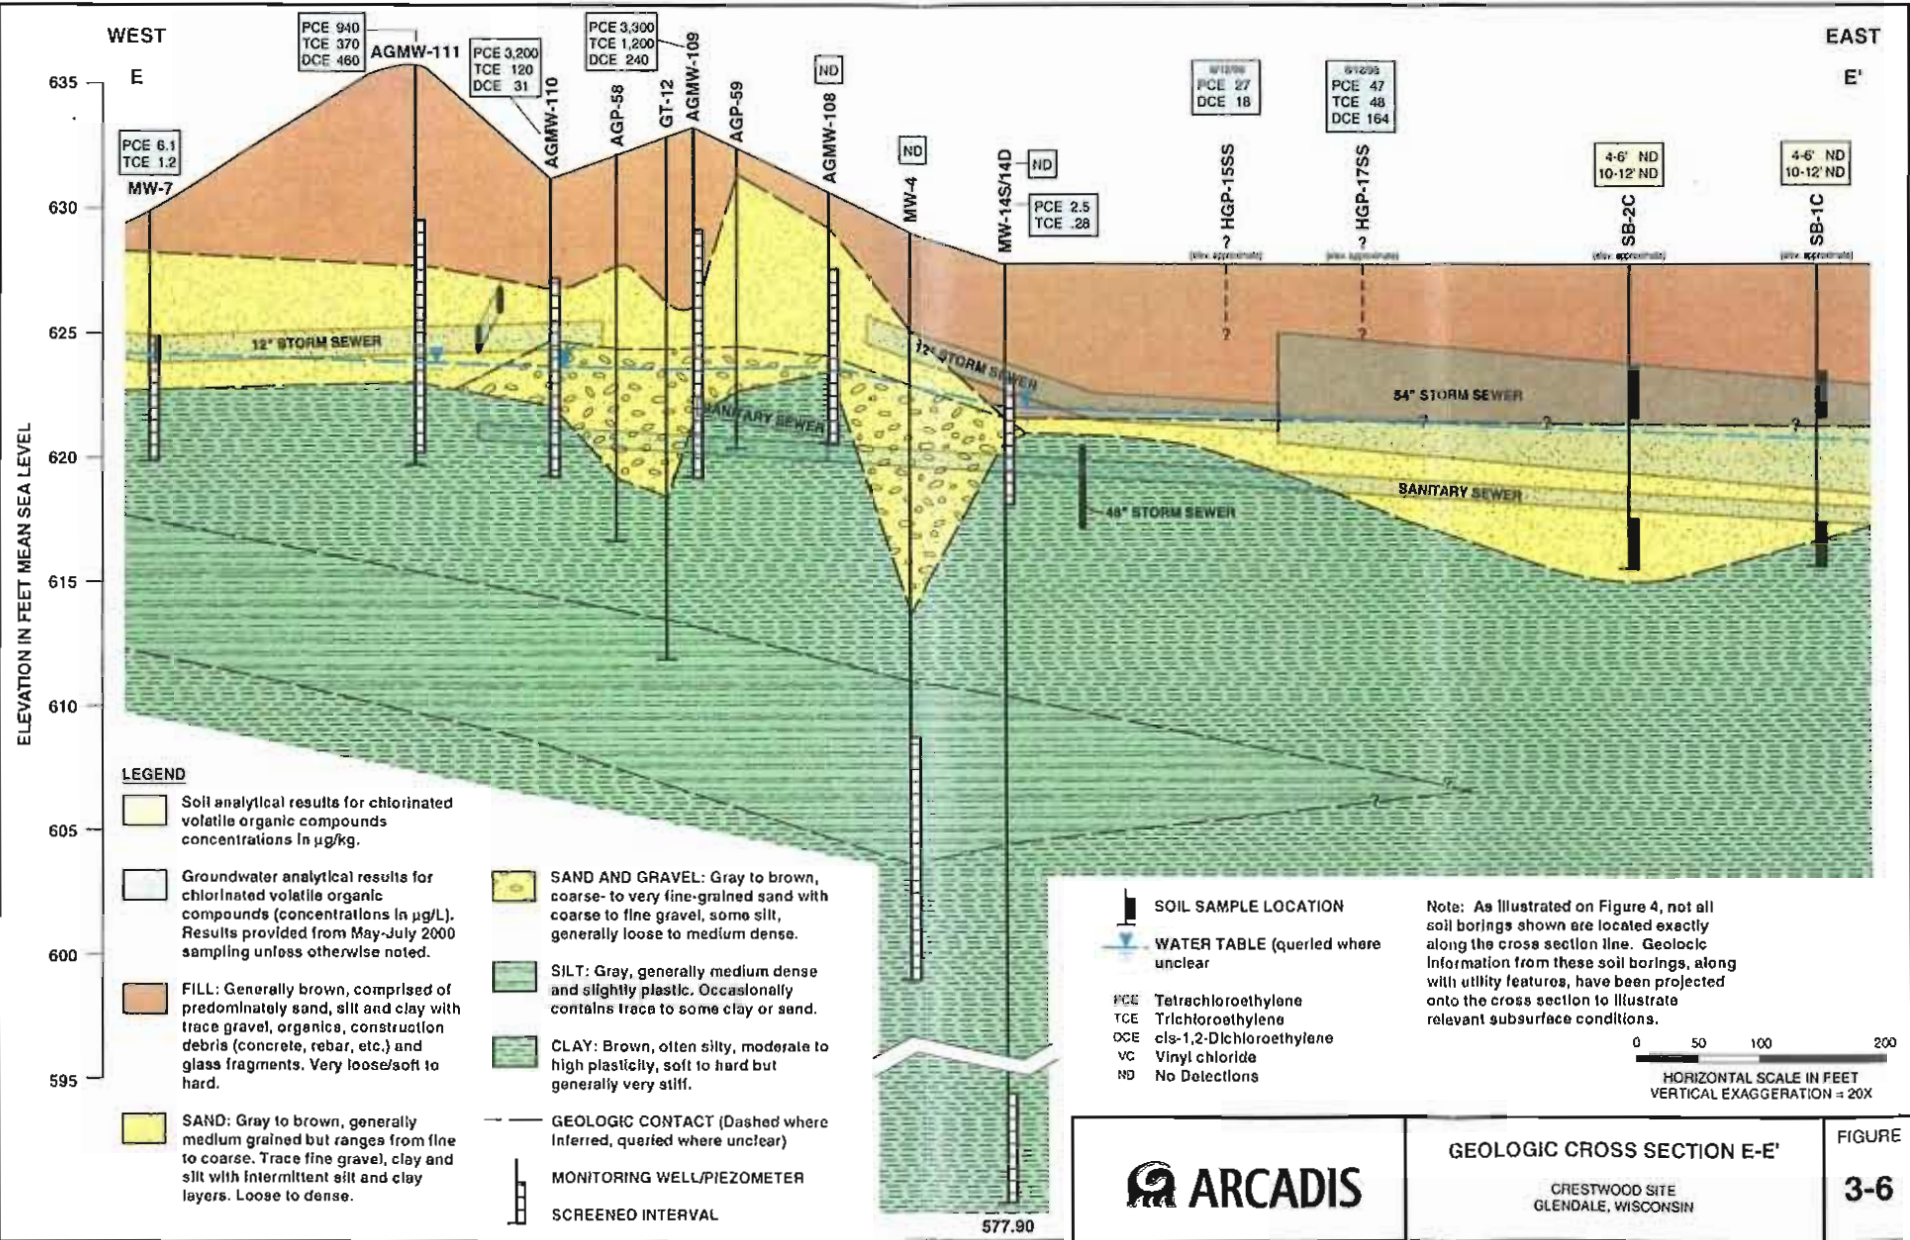 WEST
E
EAST
E'
PCE 940
TCE 370
DCE 460
AGMW-111
PCE 3,200
TCE 120
DCE 31
AGMW-110
AGP-58
GT-12
PCE 3,300
TCE 1,200
DCE 240
AGMW-109
AGP-59
ND
AGMW-108
ND
MW-4
MW-14S/14D
ND
PCE 2.5
TCE .28
PCE 27
DCE 18
HGP-15SS
?
(elev. approximate)
?
PCE 47
TCE 48
DCE 164
HGP-17SS
?
(elev. approximate)
?
4-6' ND
10-12' ND
SB-2C
(elev. approximate)
4-6' ND
10-12' ND
SB-1C
(elev. approximate)
PCE 6.1
TCE 1.2
MW-7
ELEVATION IN FEET MEAN SEA LEVEL
635
630
625
620
615
610
605
600
595
12" STORM SEWER
SANITARY SEWER
12" STORM SEWER
54" STORM SEWER
? ? ?
SANITARY SEWER
48" STORM SEWER
?
?
577.90
LEGEND
Soil analytical results for chlorinated
volatile organic compounds
concentrations in µg/kg.
Groundwater analytical results for
chlorinated volatile organic
compounds (concentrations in µg/L).
Results provided from May-July 2000
sampling unless otherwise noted.
FILL: Generally brown, comprised of
predominately sand, silt and clay with
trace gravel, organics, construction
debris (concrete, rebar, etc.) and
glass fragments. Very loose/soft to
hard.
SAND: Gray to brown, generally
medium grained but ranges from fine
to coarse. Trace fine gravel, clay and
silt with intermittent silt and clay
layers. Loose to dense.
SAND AND GRAVEL: Gray to brown,
coarse- to very fine-grained sand with
coarse to fine gravel, some silt,
generally loose to medium dense.
SILT: Gray, generally medium dense
and slightly plastic. Occasionally
contains trace to some clay or sand.
CLAY: Brown, often silty, moderate to
high plasticity, soft to hard but
generally very stiff.
GEOLOGIC CONTACT (Dashed where
inferred, queried where unclear)
MONITORING WELL/PIEZOMETER
SCREENED INTERVAL
SOIL SAMPLE LOCATION
WATER TABLE (queried where
unclear
PCE Tetrachloroethylene
TCE Trichloroethylene
DCE cis-1,2-Dichloroethylene
VC Vinyl chloride
ND No Detections
Note: As illustrated on Figure 4, not all
soil borings shown are located exactly
along the cross section line. Geologic
information from these soil borings, along
with utility features, have been projected
onto the cross section to illustrate
relevant subsurface conditions.
0 50 100 200
HORIZONTAL SCALE IN FEET
VERTICAL EXAGGERATION = 20X
ARCADIS
GEOLOGIC CROSS SECTION E-E'
CRESTWOOD SITE
GLENDALE, WISCONSIN
FIGURE
3-6